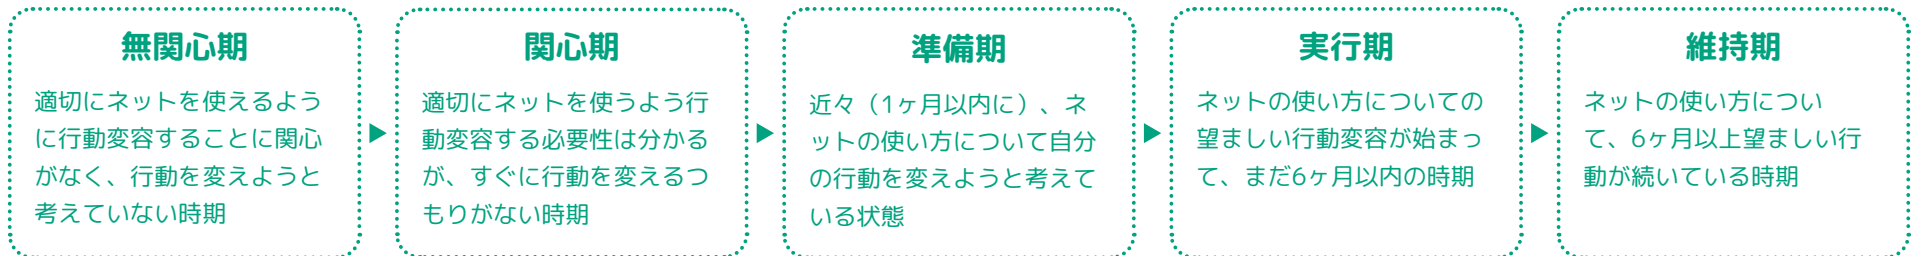 無関心期
適切にネットを使えるよう
に行動変容することに関心
がなく、行動を変えようと
考えていない時期
関心期
適切にネットを使うよう行
動変容する必要性は分かる
が、すぐに行動を変えるつ
もりがない時期
準備期
近々（1ヶ月以内に）、ネ
ットの使い方について自分
の行動を変えようと考えて
いる状態
実行期
ネットの使い方についての
望ましい行動変容が始まっ
て、まだ6ヶ月以内の時期
維持期
ネットの使い方につい
て、6ヶ月以上望ましい行
動が続いている時期